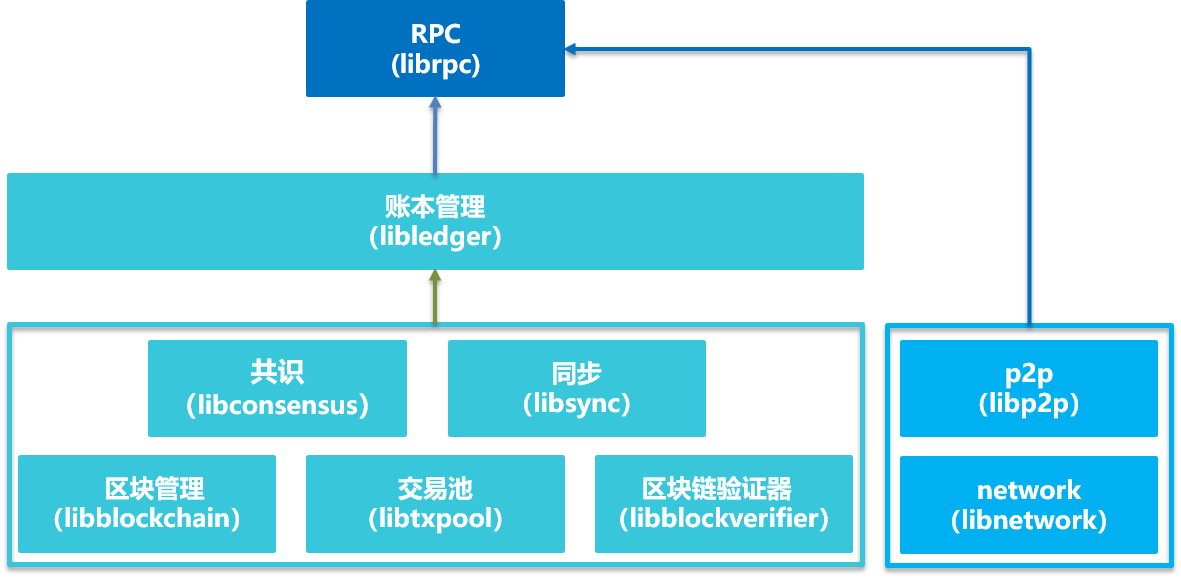 RPC
(librpc)
账本管理
（libledger）
共识
（libconsensus）
同步
（libsync）
p2p
（libp2p）
区块管理
（libblockchain）
交易池
（libtxpool）
区块链验证器
（libblockverifier）
network
（libnetwork）